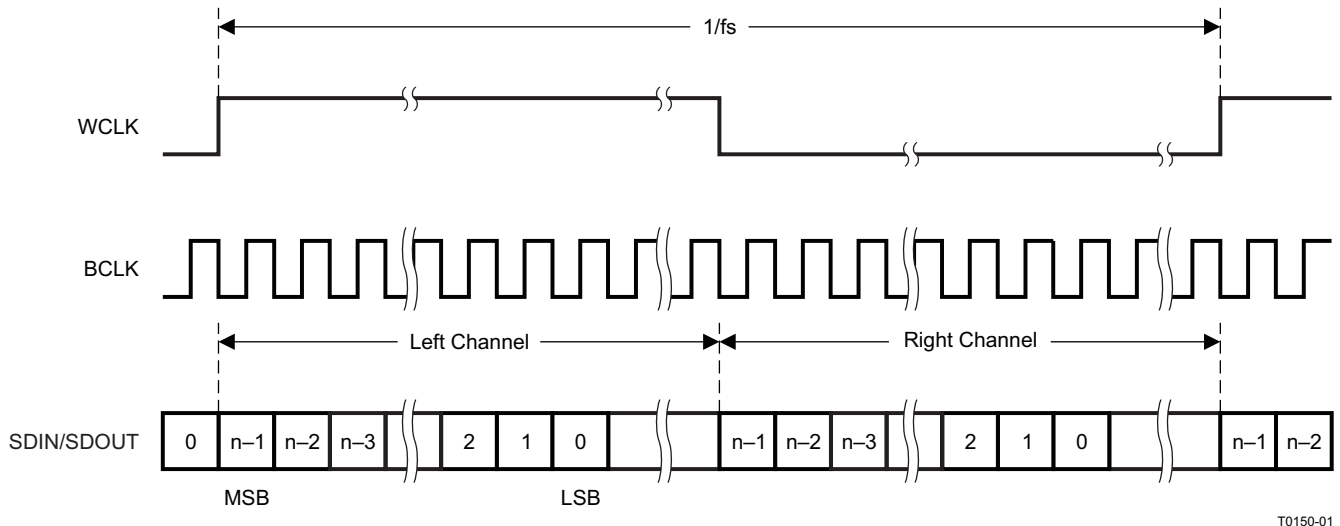 1/fs
WCLK
BCLK
Left Channel
Right Channel
SDIN/SDOUT 0 n–1 n–2 n–3 2 1 0 n–1 n–2 n–3 2 1 0 n–1 n–2
MSB LSB
T0150-01